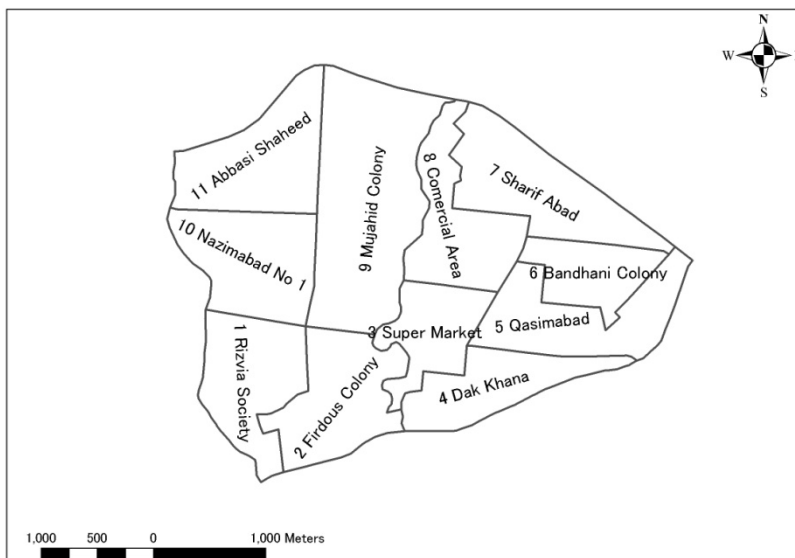 N
W
S
11 Abbasi Shaheed
10 Nazimabad No 1
9 Mujahid Colony
8 Comercial Area
7 Sharif Abad
6 Bandhani Colony
5 Qasimabad
3 Super Market
4 Dak Khana
1 Rizvia Society
2 Firdous Colony
1,000 500 0 1,000 Meters